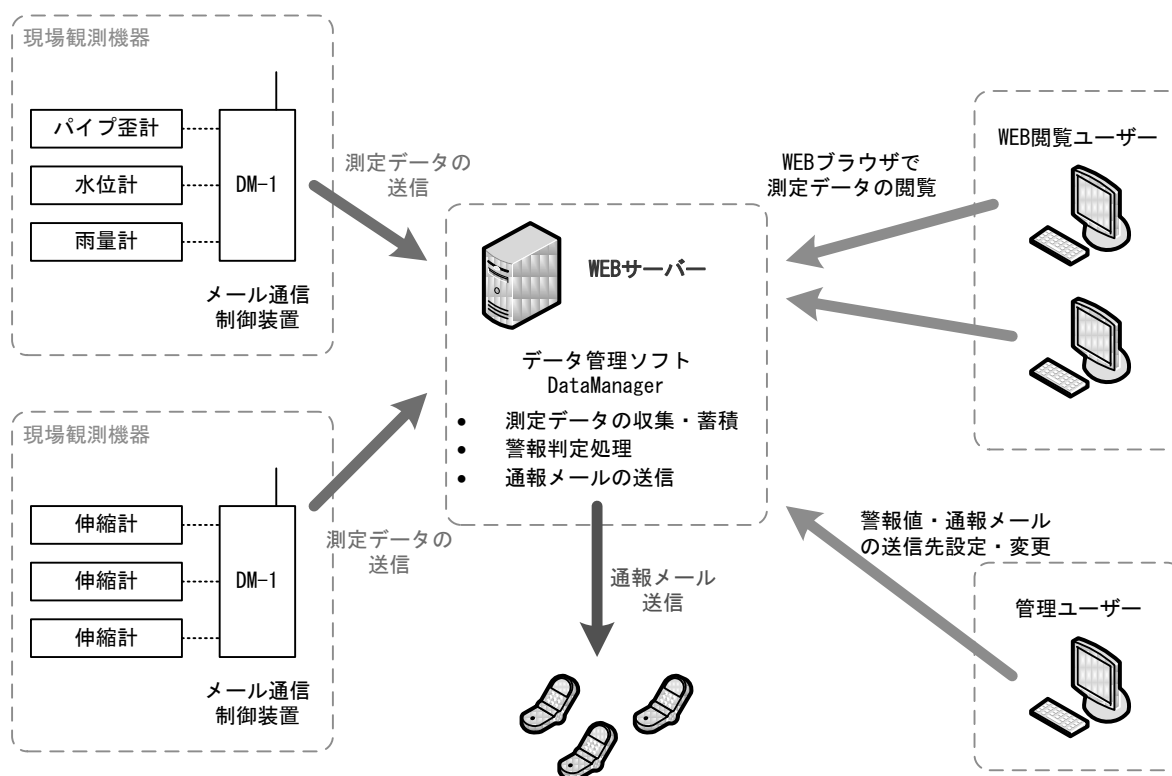 現場観測機器
パイプ歪計
水位計
雨量計
DM-1
メール通信
制御装置
測定データの
送信
現場観測機器
伸縮計
伸縮計
伸縮計
DM-1
メール通信
制御装置
測定データの
送信
WEBサーバー
データ管理ソフト
DataManager
• 測定データの収集・蓄積
• 警報判定処理
• 通報メールの送信
通報メール
送信
WEBブラウザで
測定データの閲覧
WEB閲覧ユーザー
警報値・通報メール
の送信先設定・変更
管理ユーザー